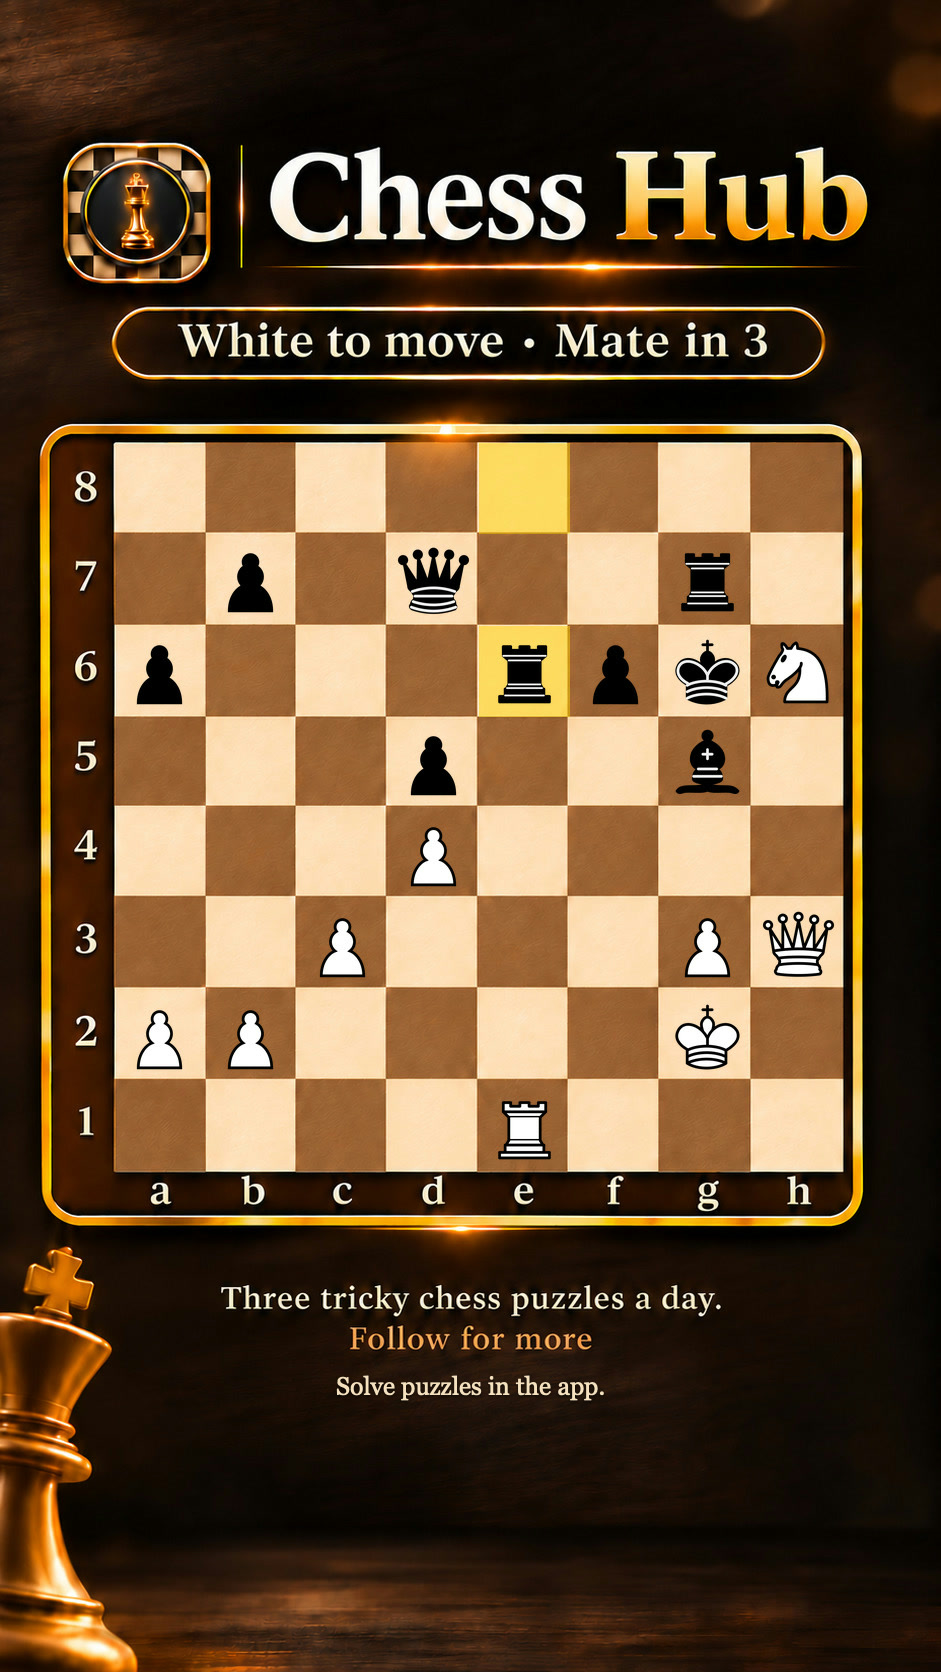 Chess Hub
White to move • Mate in 3
8
7
6
5
4
3
2
1
a b c d e f g h
Three tricky chess puzzles a day.
Follow for more
Solve puzzles in the app.